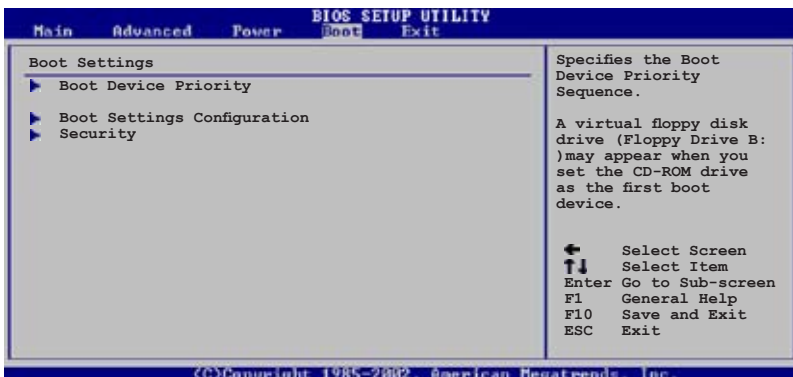 BIOS SETUP UTILITY
Main Advanced Power Boot Exit
Boot Settings
Boot Device Priority
Boot Settings Configuration
Security
Specifies the Boot
Device Priority
Sequence.
A virtual floppy disk
drive (Floppy Drive B:
)may appear when you
set the CD-ROM drive
as the first boot
device.
← Select Screen
↑↓ Select Item
Enter Go to Sub-screen
F1 General Help
F10 Save and Exit
ESC Exit
(C)Copyright 1985-2002, American Megatrends, Inc.